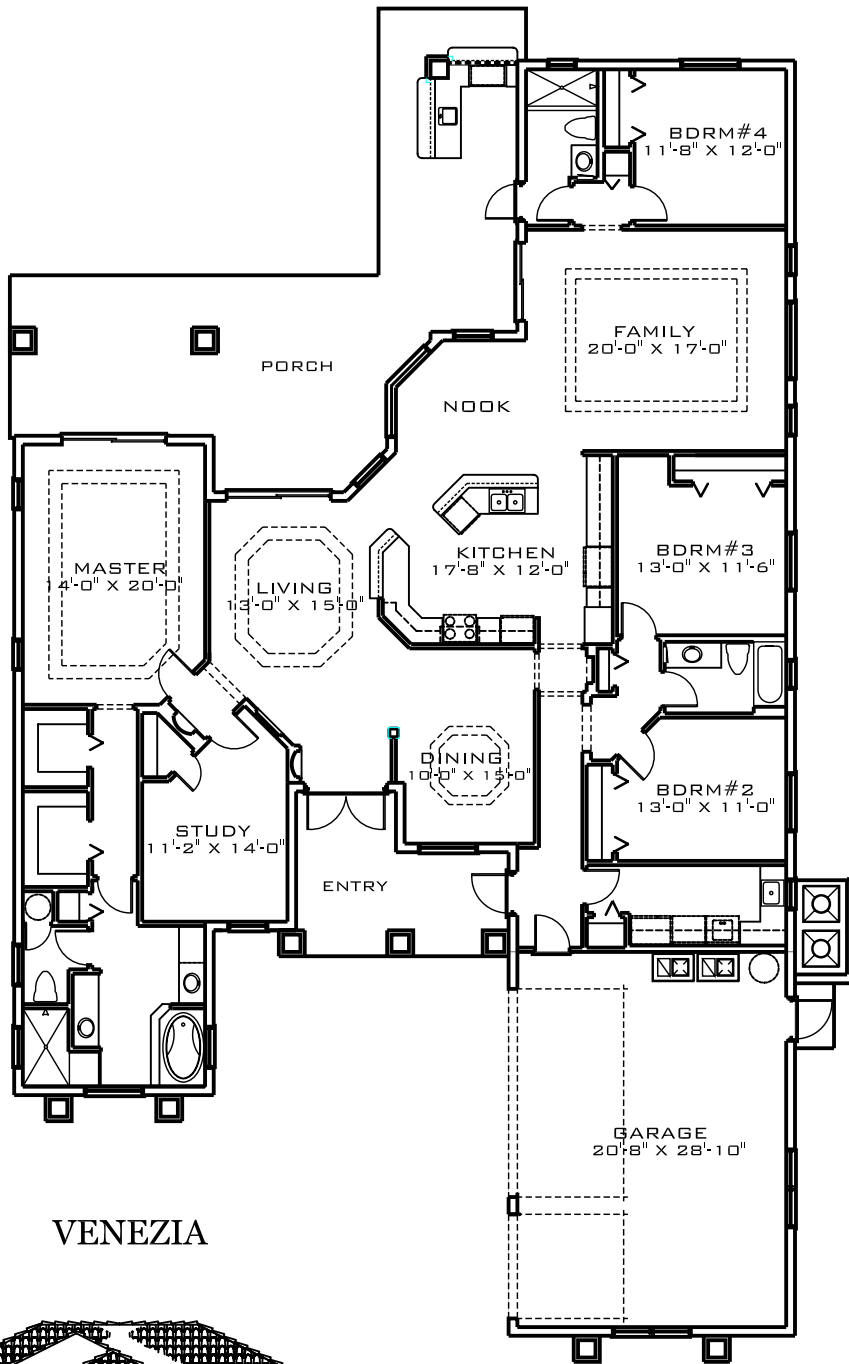 BDRM#4
11'-8" X 12'-0"
FAMILY
20'-0" X 17'-0"
PORCH
NOOK
MASTER
14'-0" X 20'-0"
LIVING
13'-0" X 15'-0"
KITCHEN
17'-8" X 12'-0"
BDRM#3
13'-0" X 11'-6"
DINING
10'-0" X 15'-0"
BDRM#2
13'-0" X 11'-0"
STUDY
11'-2" X 14'-0"
ENTRY
GARAGE
20'-8" X 28'-10"
VENEZIA